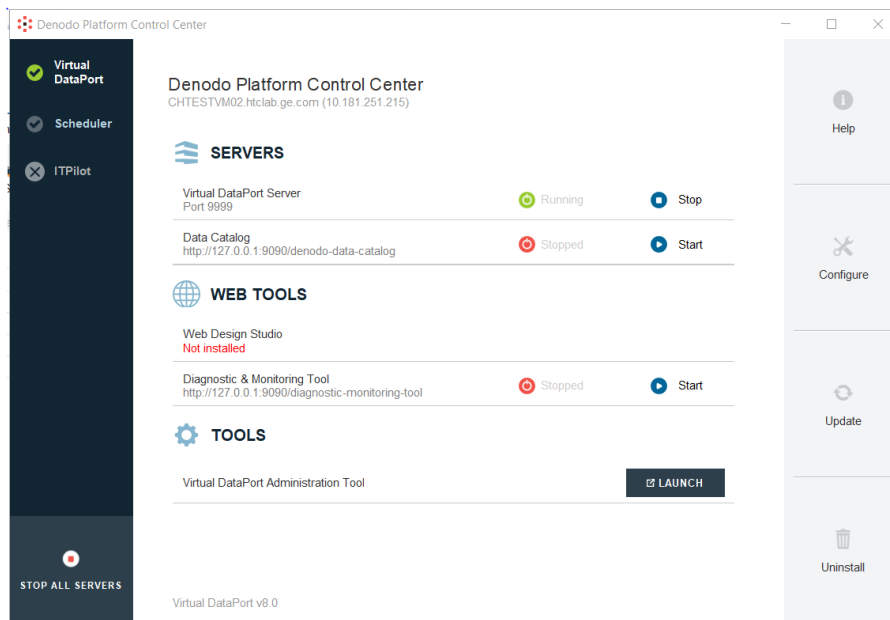 Denodo Platform Control Center
Virtual
DataPort
Scheduler
ITPilot
STOP ALL SERVERS
Denodo Platform Control Center
CHTESTVM02.htclab.ge.com (10.181.251.215)
SERVERS
Virtual DataPort Server
Port 9999
Running
Stop
Data Catalog
http://127.0.0.1:9090/denodo-data-catalog
Stopped
Start
WEB TOOLS
Web Design Studio
Not installed
Diagnostic & Monitoring Tool
http://127.0.0.1:9090/diagnostic-monitoring-tool
Stopped
Start
TOOLS
Virtual DataPort Administration Tool
LAUNCH
Virtual DataPort v8.0
Help
Configure
Update
Uninstall